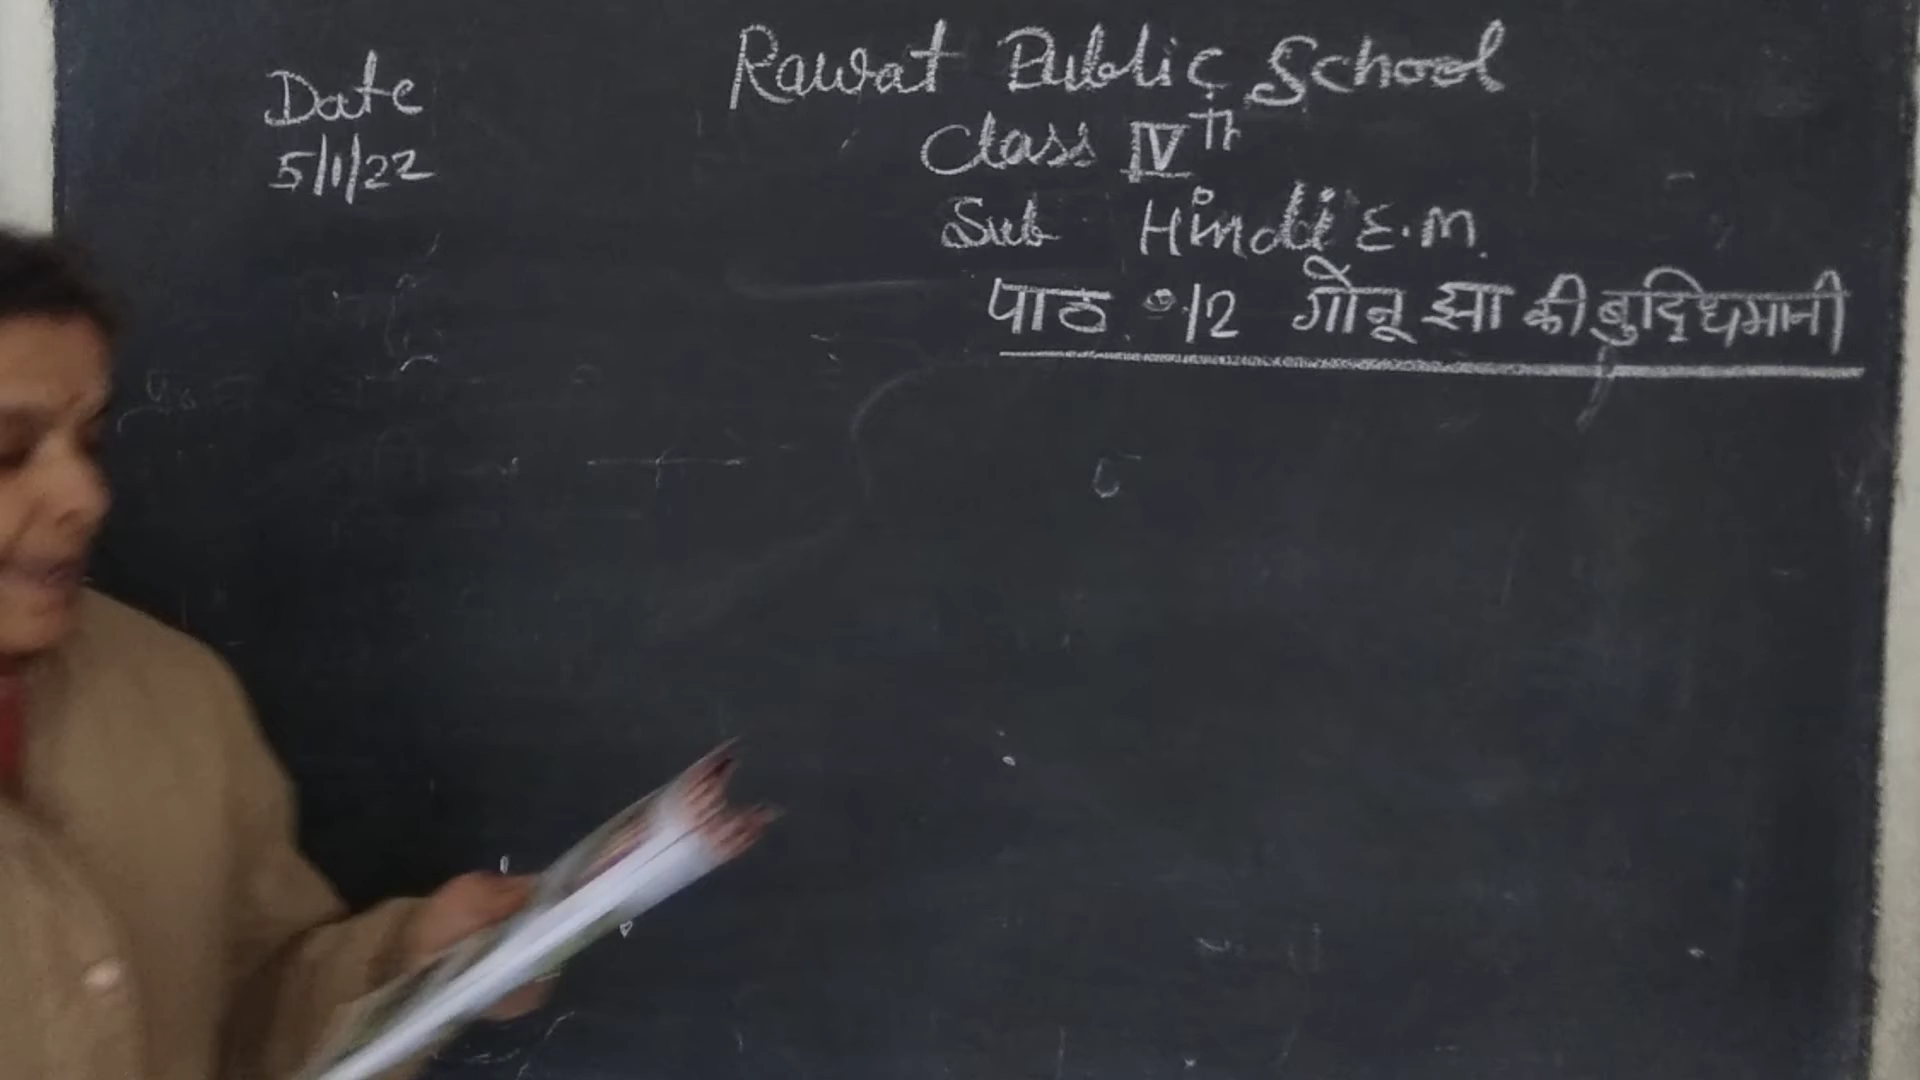 Date
5/1/22
Rawat Public School
Class IVth
Sub Hindi E.M.
पाठ 12 गोनू झा की बुद्धिमानी